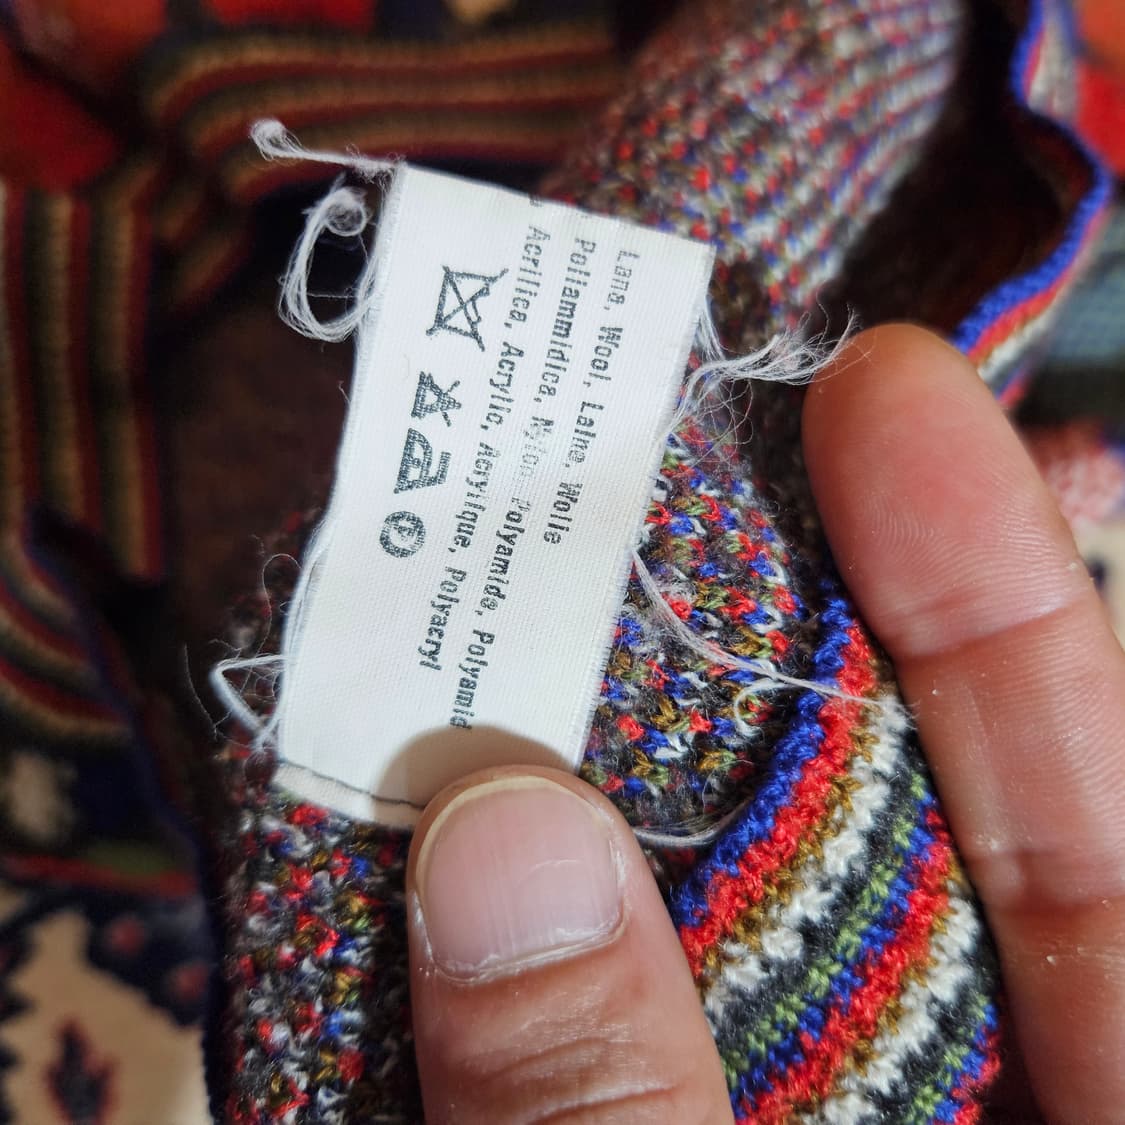 Lana, Wool, Laine, Wolle
Poliammidica, Nylon, Polyamide, Polyamid
Acrilica, Acrylic, Acrylique, Polyacryl